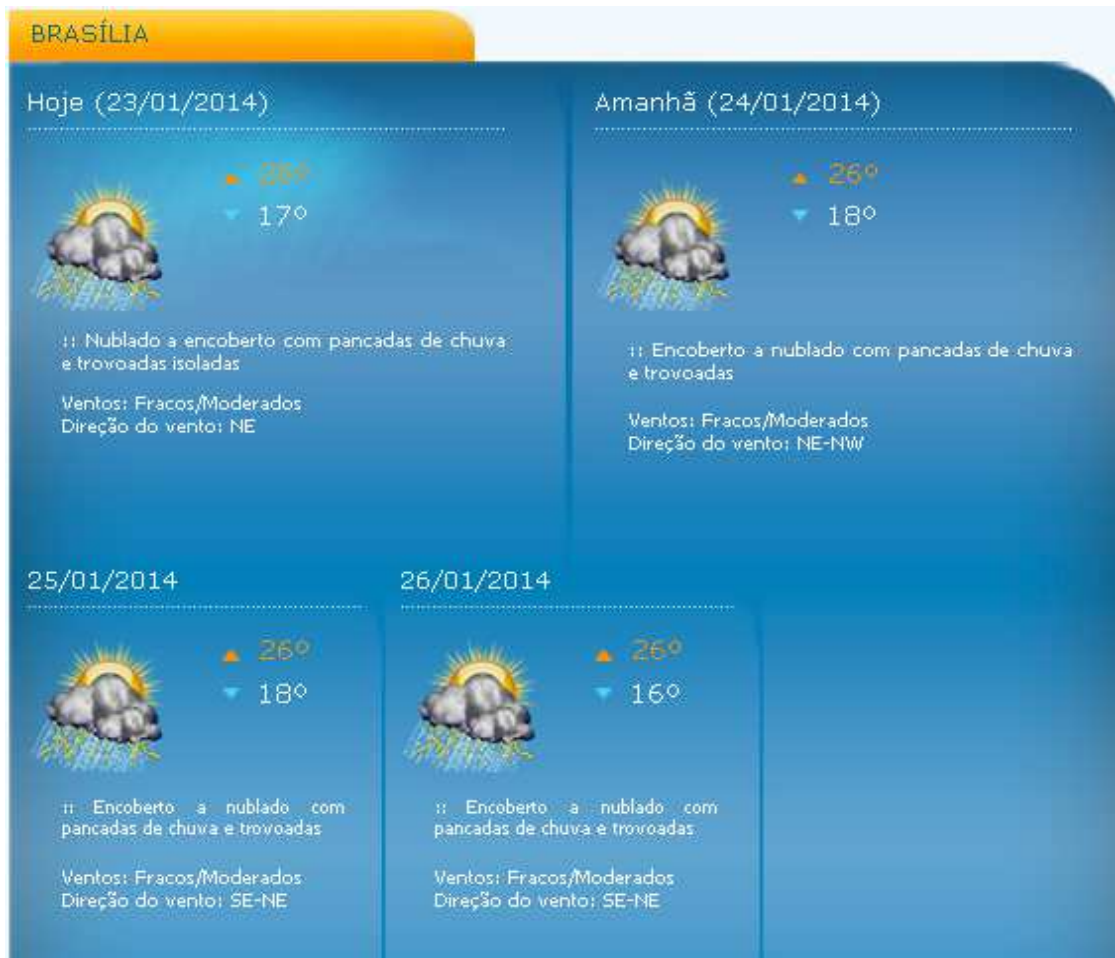 BRASÍLIA
Hoje (23/01/2014)
28º
17º
:: Nublado a encoberto com pancadas de chuva
e trovoadas isoladas
Ventos: Fracos/Moderados
Direção do vento: NE
Amanhã (24/01/2014)
26º
18º
:: Encoberto a nublado com pancadas de chuva
e trovoadas
Ventos: Fracos/Moderados
Direção do vento: NE-NW
25/01/2014
26º
18º
:: Encoberto a nublado com
pancadas de chuva e trovoadas
Ventos: Fracos/Moderados
Direção do vento: SE-NE
26/01/2014
26º
16º
:: Encoberto a nublado com
pancadas de chuva e trovoadas
Ventos: Fracos/Moderados
Direção do vento: SE-NE